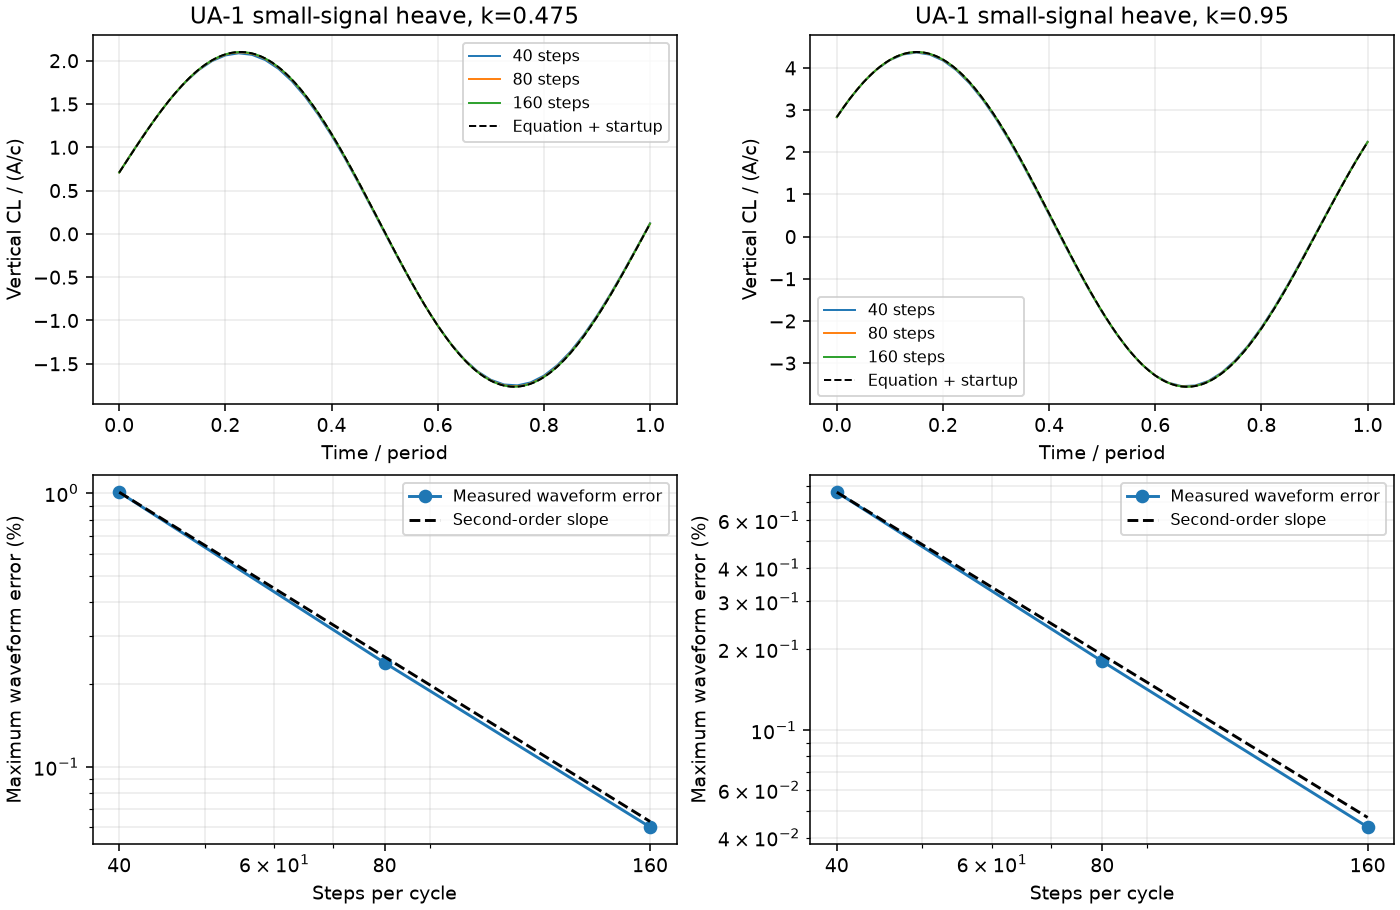 UA-1 small-signal heave, k=0.475
Vertical CL / (A/c)
2.0
1.5
1.0
0.5
0.0
−0.5
−1.0
−1.5
40 steps
80 steps
160 steps
Equation + startup
0.0 0.2 0.4 0.6 0.8 1.0
Time / period
UA-1 small-signal heave, k=0.95
Vertical CL / (A/c)
4
3
2
1
0
−1
−2
−3
40 steps
80 steps
160 steps
Equation + startup
0.0 0.2 0.4 0.6 0.8 1.0
Time / period
Maximum waveform error (%)
10⁰
10⁻¹
Measured waveform error
Second-order slope
40 6 × 10¹ 80 160
Steps per cycle
Maximum waveform error (%)
6 × 10⁻¹
4 × 10⁻¹
3 × 10⁻¹
2 × 10⁻¹
10⁻¹
6 × 10⁻²
4 × 10⁻²
Measured waveform error
Second-order slope
40 6 × 10¹ 80 160
Steps per cycle